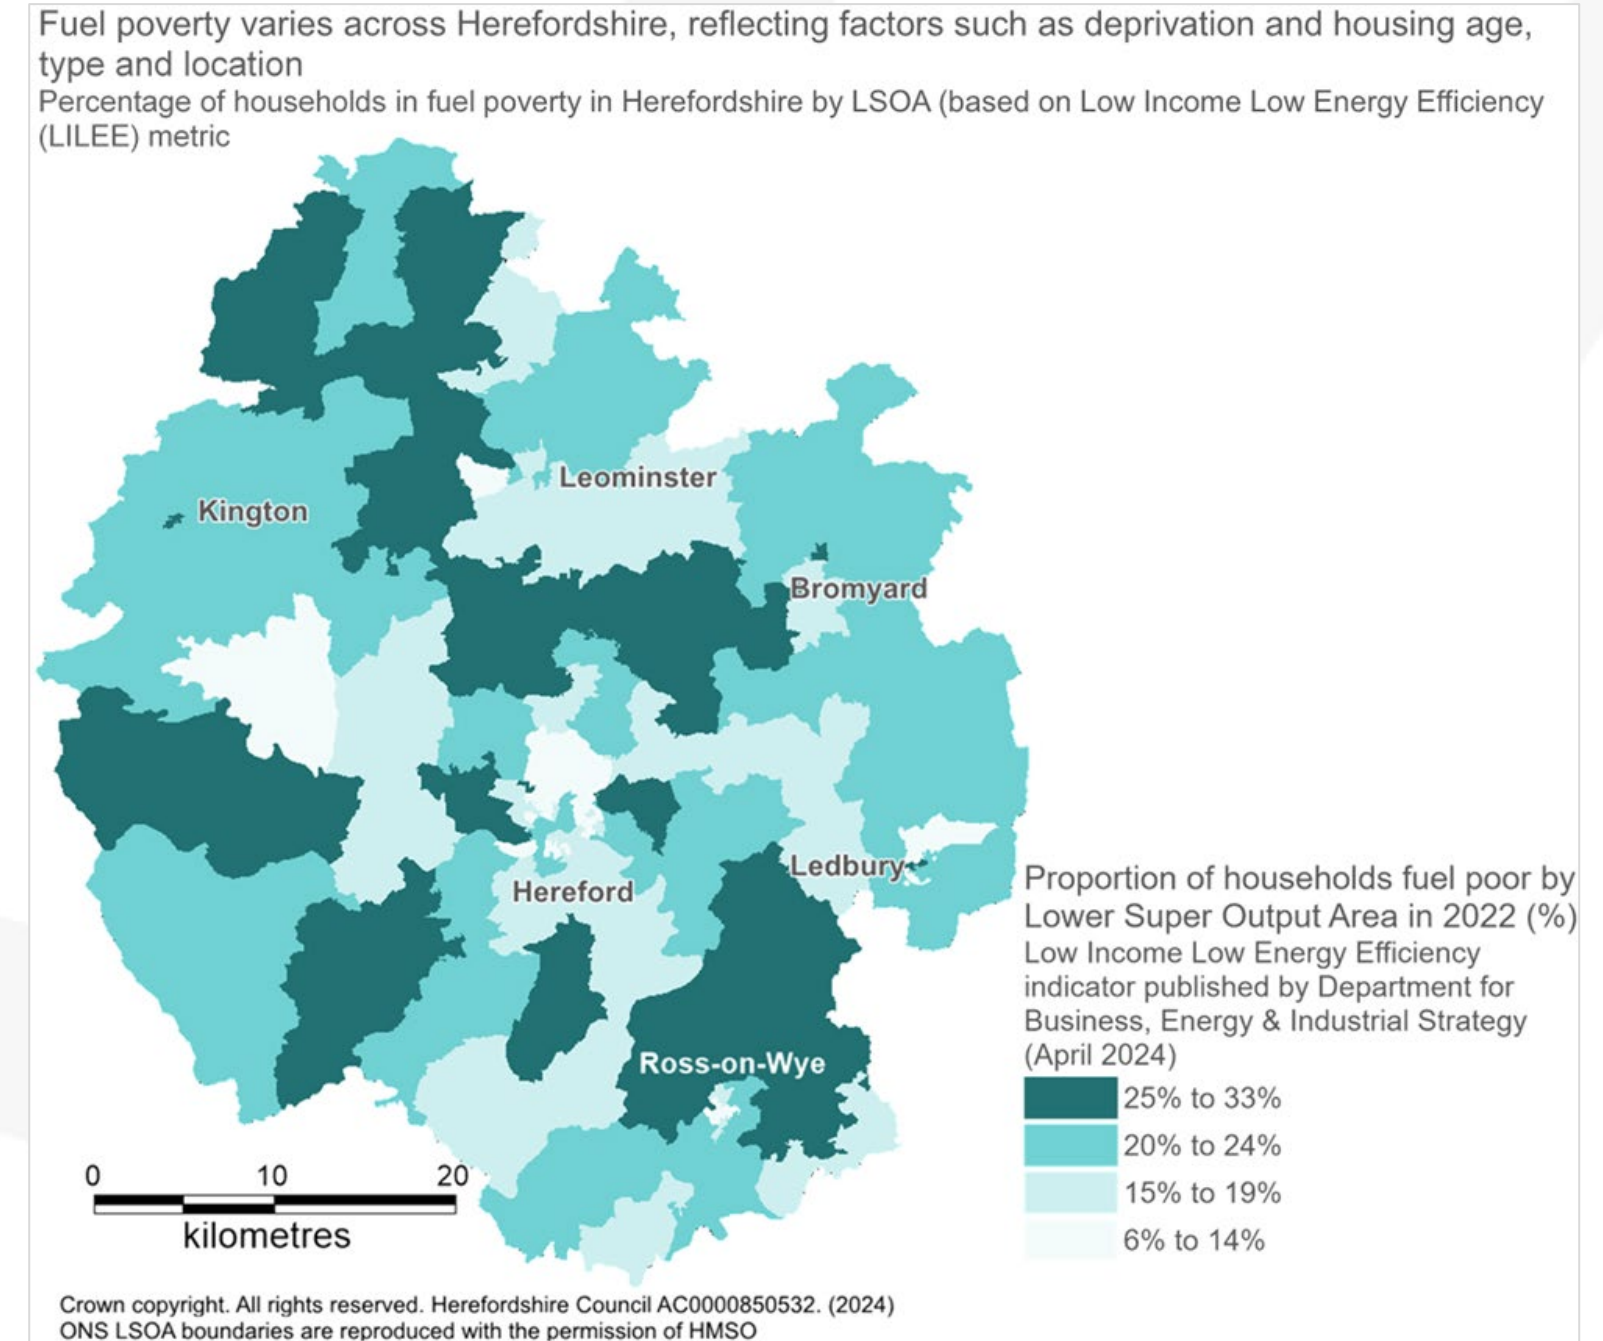 Fuel poverty varies across Herefordshire, reflecting factors such as deprivation and housing age,
type and location
Percentage of households in fuel poverty in Herefordshire by LSOA (based on Low Income Low Energy Efficiency
(LILEE) metric
Leominster
Kington
Bromyard
Ledbury
Hereford
Ross-on-Wye
Proportion of households fuel poor by
Lower Super Output Area in 2022 (%)
Low Income Low Energy Efficiency
indicator published by Department for
Business, Energy & Industrial Strategy
(April 2024)
25% to 33%
20% to 24%
15% to 19%
6% to 14%
0 10 20
kilometres
Crown copyright. All rights reserved. Herefordshire Council AC0000850532. (2024)
ONS LSOA boundaries are reproduced with the permission of HMSO